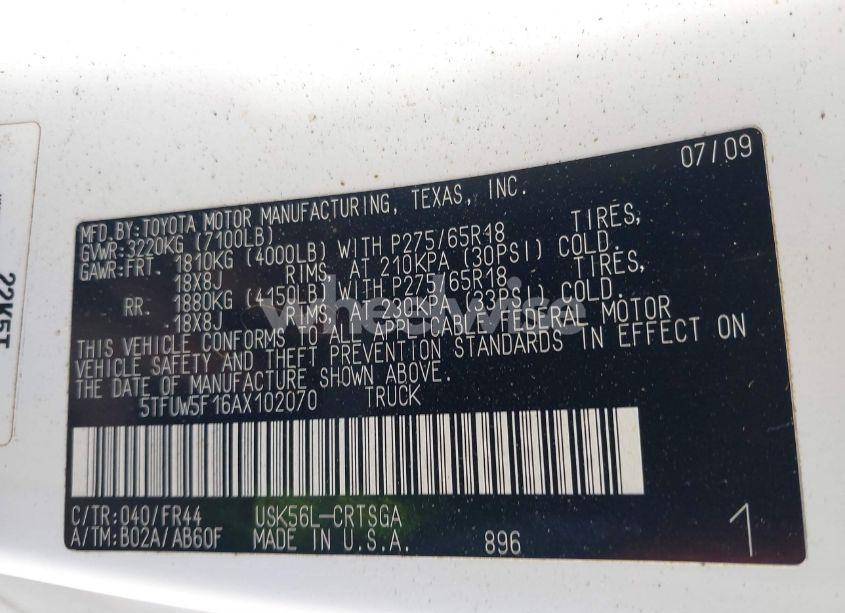 07/09
MFD.BY:TOYOTA MOTOR MANUFACTURING, TEXAS, INC.
GVWR:3220KG (7100LB)
GAWR:FRT. 1810KG (4000LB) WITH P275/65R18 TIRES,
18X8J RIMS, AT 210KPA (30PSI) COLD.
RR. 1880KG (4150LB) WITH P275/65R18 TIRES,
18X8J RIMS, AT 230KPA (33PSI) COLD.
THIS VEHICLE CONFORMS TO ALL APPLICABLE FEDERAL MOTOR
VEHICLE SAFETY AND THEFT PREVENTION STANDARDS IN EFFECT ON
THE DATE OF MANUFACTURE SHOWN ABOVE.
5TFUW5F16AX102070 TRUCK
C/TR:040/FR44 USK56L-CRTSGA
A/TM:B02A/AB60F MADE IN U.S.A. 896
1
22K5T
wheelwise